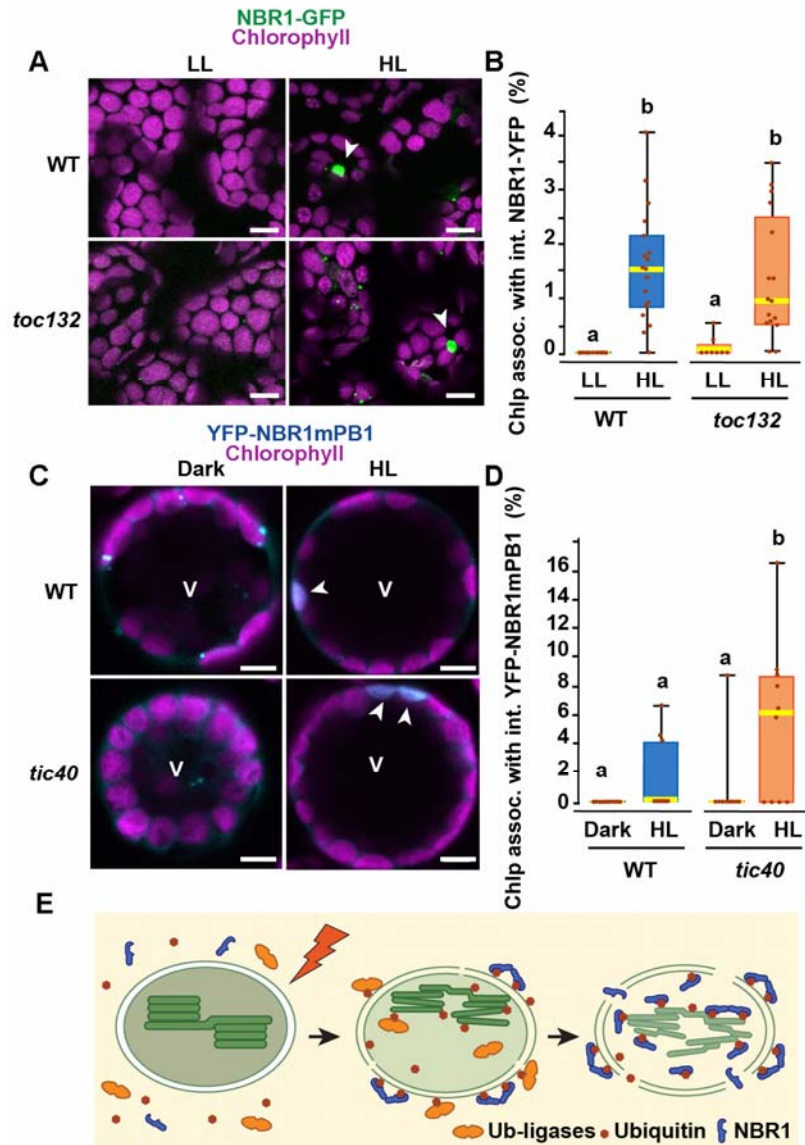 NBR1-GFP
Chlorophyll
A
LL
HL
WT
toc132
B
Chlp assoc. with int. NBR1-YFP (%)
4
3
2
1
0
a
b
a
b
LL
HL
LL
HL
WT
toc132
YFP-NBR1mPB1
Chlorophyll
C
Dark
HL
WT
V
V
tic40
V
V
D
Chlp assoc. with int. YFP-NBR1mPB1 (%)
16
14
12
10
8
6
4
2
0
a
a
a
b
Dark
HL
Dark
HL
WT
tic40
E
Ub-ligases
Ubiquitin
NBR1